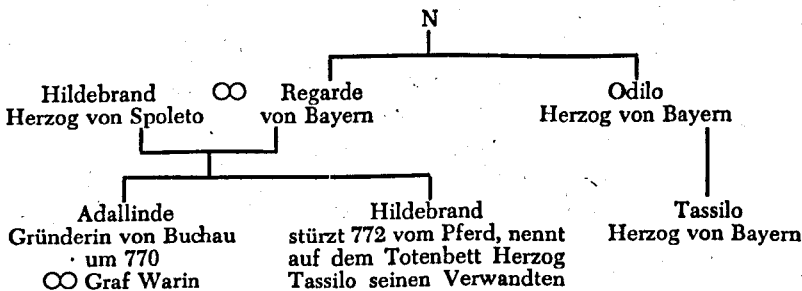 N
Hildebrand ∞ Regarde
Herzog von Spoleto von Bayern
Odilo
Herzog von Bayern
Adallinde
Gründerin von Buchau
um 770
∞ Graf Warin
Hildebrand
stürzt 772 vom Pferd, nennt
auf dem Totenbett Herzog
Tassilo seinen Verwandten
Tassilo
Herzog von Bayern